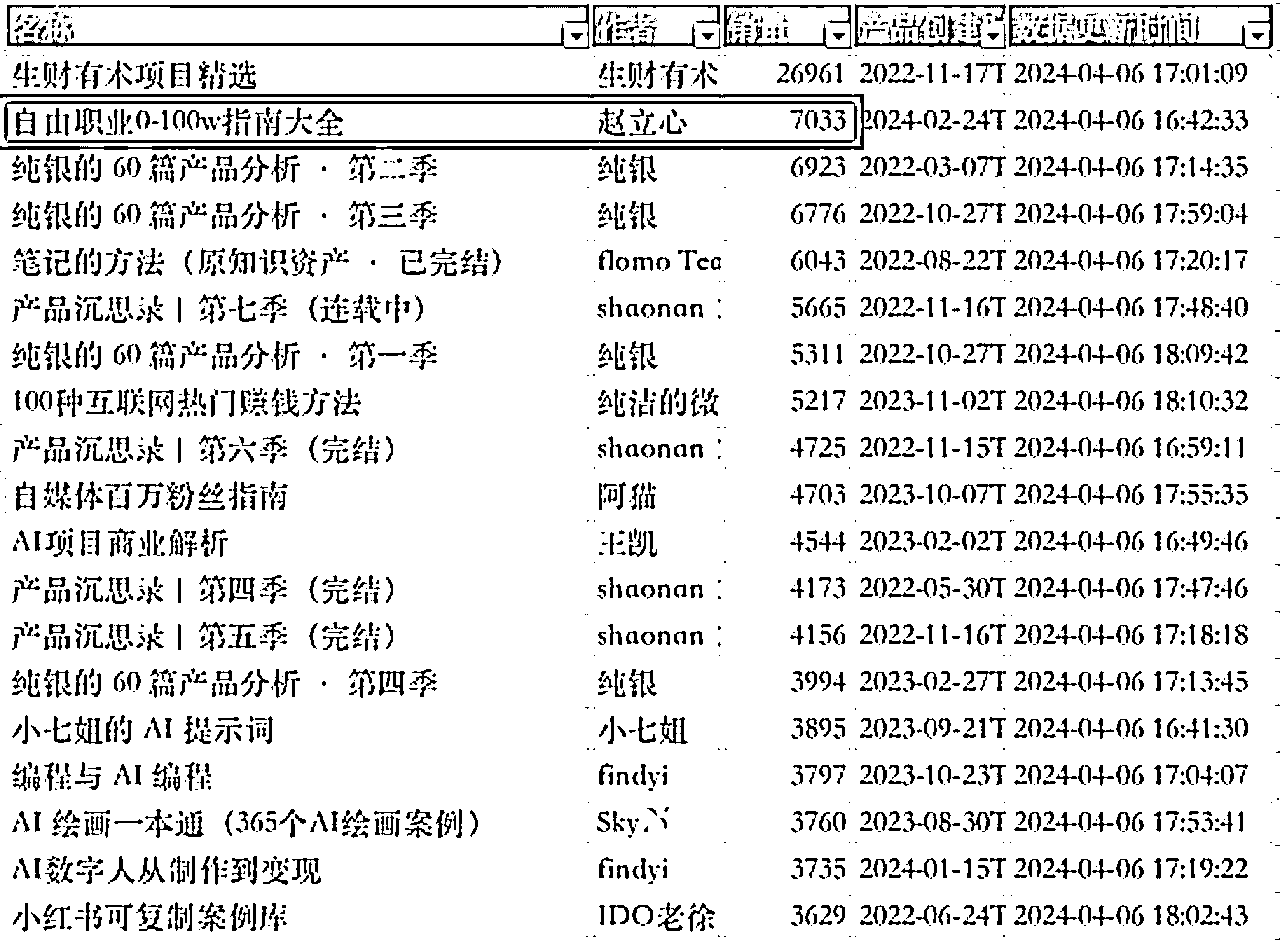 名称 作者 销量 产品创建 数据更新时间
生财有术项目精选 生财有术 26961 2022-11-17T 2024-04-06 17:01:09
自由职业0-100w指南大全 赵立心 7033 2024-02-24T 2024-04-06 16:42:33
纯银的 60 篇产品分析 · 第二季 纯银 6923 2022-03-07T 2024-04-06 17:14:35
纯银的 60 篇产品分析 · 第三季 纯银 6776 2022-10-27T 2024-04-06 17:59:04
笔记的方法（原知识资产 · 已完结） flomo Tea 6043 2022-08-22T 2024-04-06 17:20:17
产品沉思录 | 第七季（连载中） shaonan 5665 2022-11-16T 2024-04-06 17:48:40
纯银的 60 篇产品分析 · 第一季 纯银 5311 2022-10-27T 2024-04-06 18:09:42
100种互联网热门赚钱方法 纯洁的微 5217 2023-11-02T 2024-04-06 18:10:32
产品沉思录 | 第六季（完结） shaonan 4725 2022-11-15T 2024-04-06 16:59:11
自媒体百万粉丝指南 阿猫 4703 2023-10-07T 2024-04-06 17:55:35
AI项目商业解析 王凯 4544 2023-02-02T 2024-04-06 16:49:46
产品沉思录 | 第四季（完结） shaonan 4173 2022-05-30T 2024-04-06 17:47:46
产品沉思录 | 第五季（完结） shaonan 4156 2022-11-16T 2024-04-06 17:18:18
纯银的 60 篇产品分析 · 第四季 纯银 3994 2023-02-27T 2024-04-06 17:13:45
小七姐的 AI 提示词 小七姐 3895 2023-09-21T 2024-04-06 16:41:30
编程与 AI 编程 findyi 3797 2023-10-23T 2024-04-06 17:04:07
AI 绘画一本通（365个AI绘画案例） Sky 3760 2023-08-30T 2024-04-06 17:53:41
AI数字人从制作到变现 findyi 3735 2024-01-15T 2024-04-06 17:19:22
小红书可复制案例库 IDO老徐 3629 2022-06-24T 2024-04-06 18:02:43